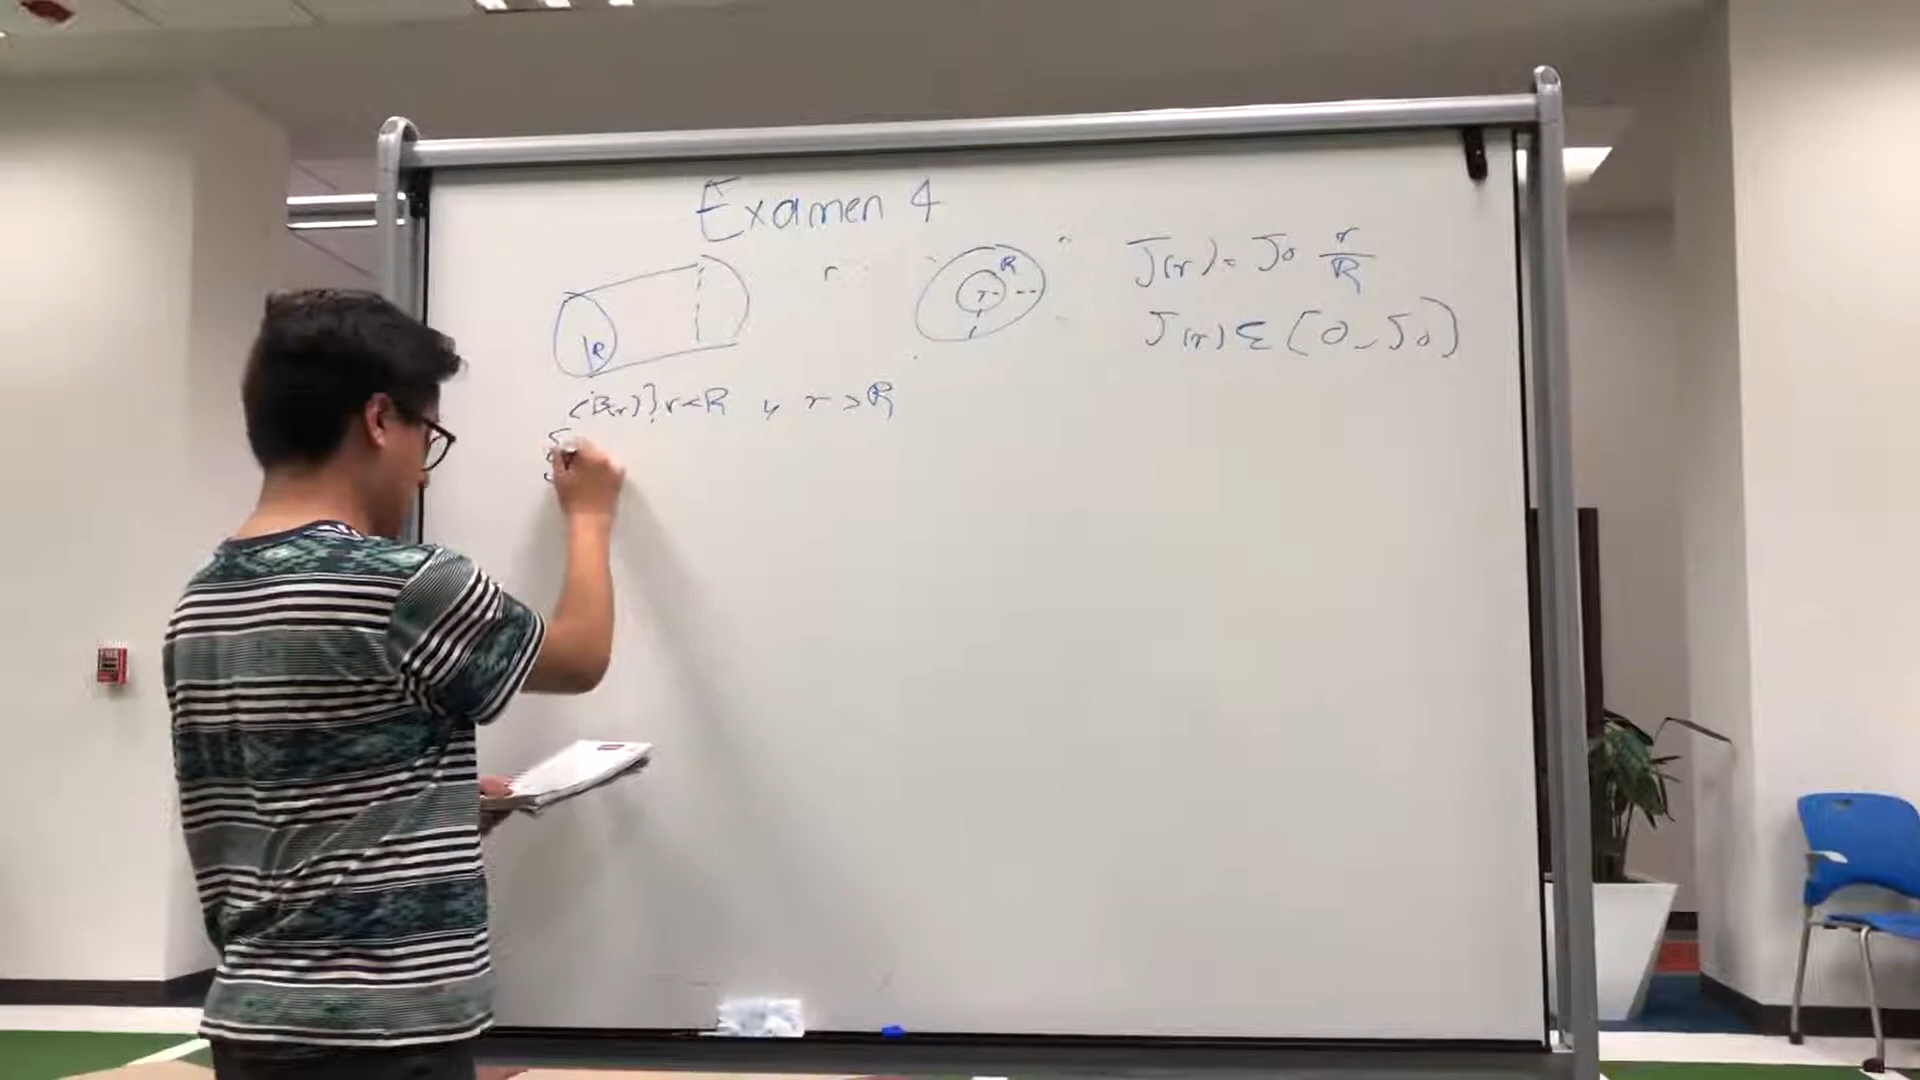 Examen 4
R
r
R
J(r) = J0 r/R
J(r) ∈ [0, J0]
¿B(r)? r<R y r>R